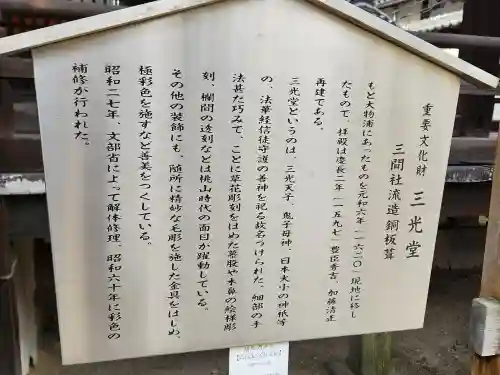 重要文化財 三光堂
三間社流造銅板葺
もと大物浦にあったものを元和六年(一六二〇)現地に移し
たもので、拝殿は慶長二年(一五九七)豊臣秀吉、加藤清正
再建である。
三光堂というのは、三光天子、鬼子母神、日本大小の神祇等
の、法華経信徒守護の善神を祀る故名つけられた、細部の手
法甚た巧みて、ことに草花彫刻をはめた蟇股や木鼻の絵様彫
刻、欄間の透刻などは桃山時代の面目が躍動している。
その他の装飾にも、随所に精妙な毛彫を施した金具をはじめ、
極彩色を施すなど善美をつくしている。
昭和二七年、文部省によって解体修理、昭和六十年に彩色の
補修が行われた。